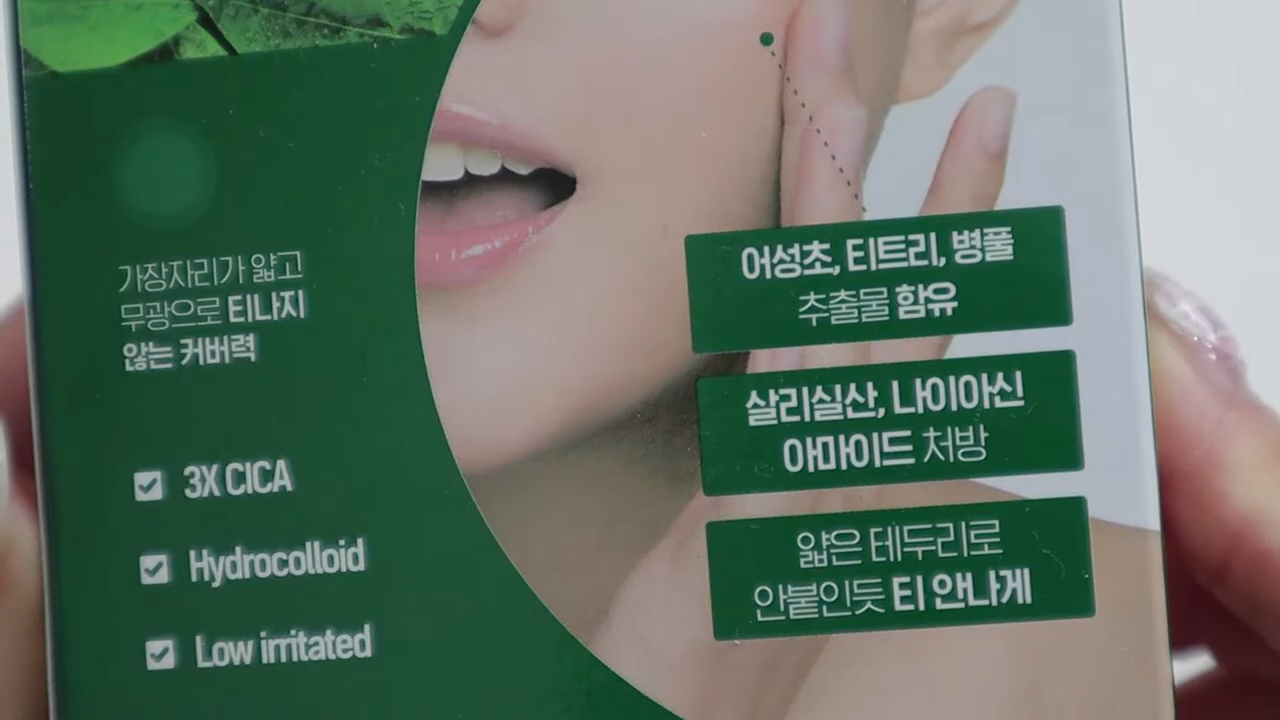 가장자리가 얇고
무광으로 티나지
않는 커버력
3X CICA
Hydrocolloid
Low irritated
어성초, 티트리, 병풀
추출물 함유
살리실산, 나이아신
아마이드 처방
얇은 테두리로
안붙인듯 티 안나게